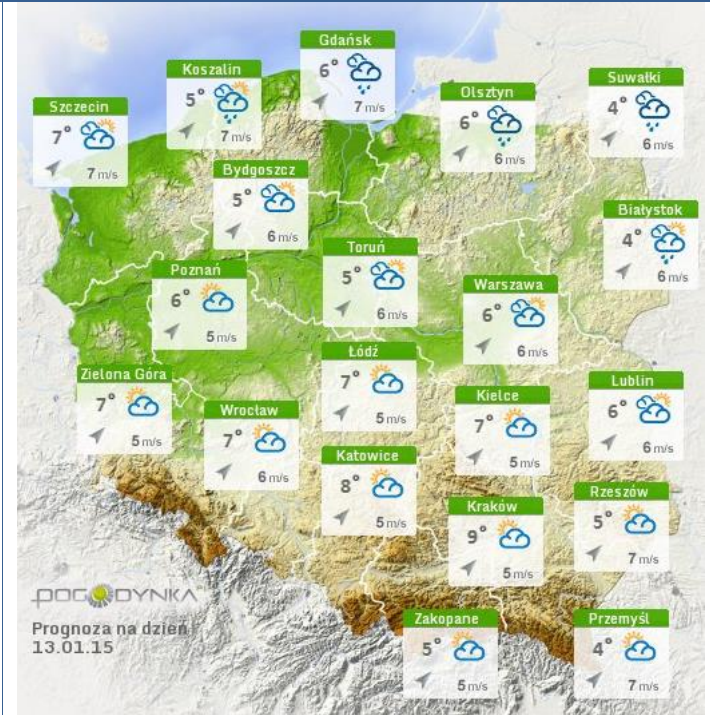 Gdańsk
6°
7 m/s
Koszalin
5°
7 m/s
Suwałki
4°
6 m/s
Olsztyn
6°
6 m/s
Szczecin
7°
7 m/s
Bydgoszcz
5°
6 m/s
Białystok
4°
6 m/s
Toruń
5°
6 m/s
Poznań
6°
5 m/s
Warszawa
6°
6 m/s
Łódź
7°
5 m/s
Zielona Góra
7°
5 m/s
Lublin
6°
6 m/s
Kielce
7°
5 m/s
Wrocław
7°
6 m/s
Katowice
8°
5 m/s
Rzeszów
5°
7 m/s
Kraków
9°
5 m/s
POGODYNKA
Prognoza na dzień
13.01.15
Zakopane
5°
5 m/s
Przemyśl
4°
7 m/s